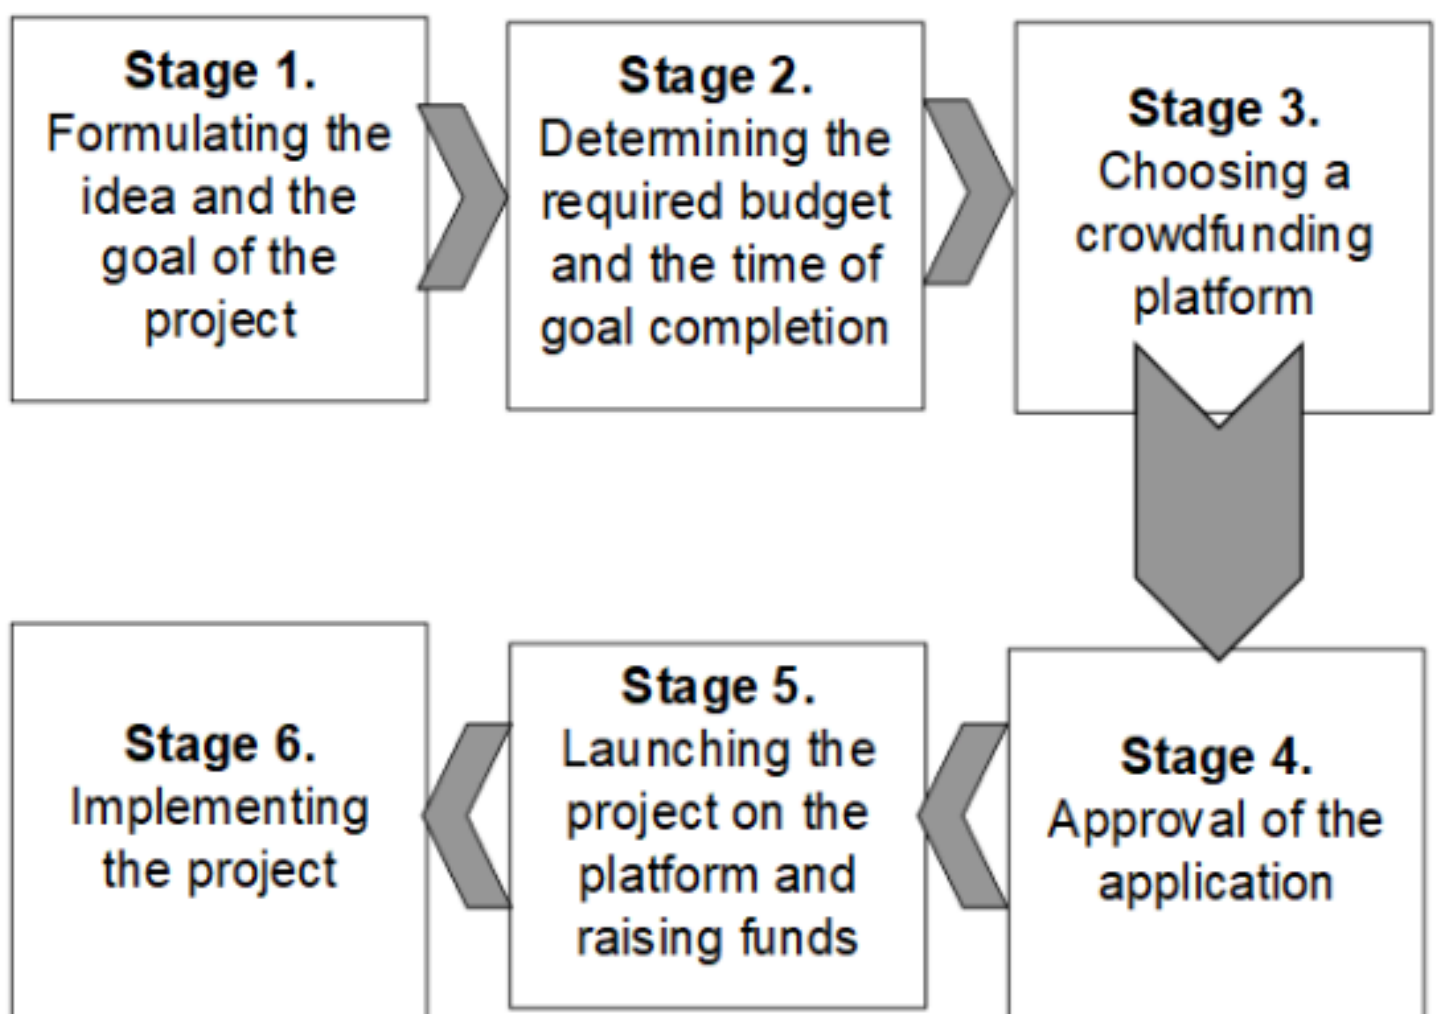 Stage 1.
Formulating the
idea and the
goal of the
project
Stage 2.
Determining the
required budget
and the time of
goal completion
Stage 3.
Choosing a
crowdfunding
platform
Stage 4.
Approval of the
application
Stage 5.
Launching the
project on the
platform and
raising funds
Stage 6.
Implementing
the project